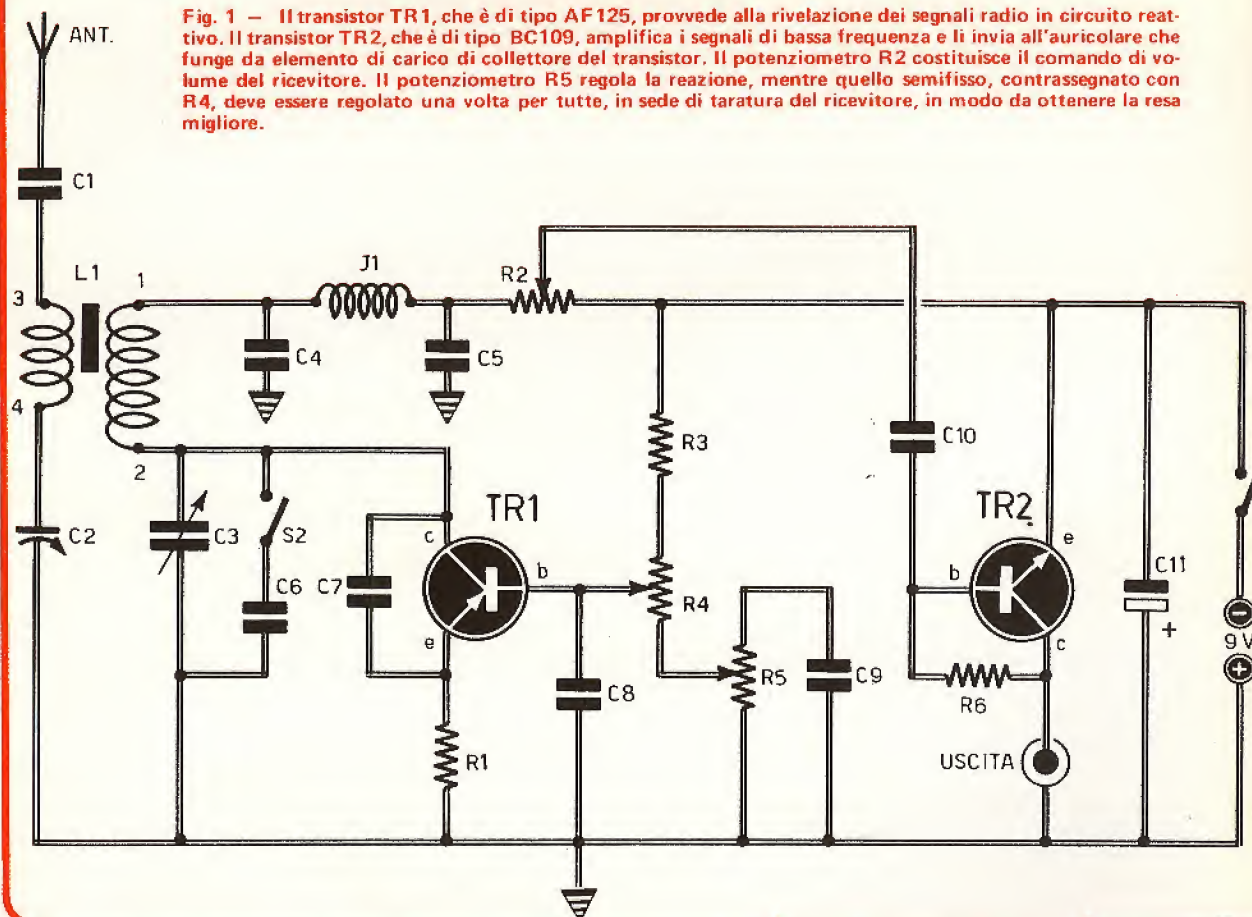 Fig. 1 — Il transistor TR1, che è di tipo AF125, provvede alla rivelazione dei segnali radio in circuito reat-
tivo. Il transistor TR2, che è di tipo BC109, amplifica i segnali di bassa frequenza e li invia all'auricolare che
funge da elemento di carico di collettore del transistor. Il potenziometro R2 costituisce il comando di vo-
lume del ricevitore. Il potenziometro R5 regola la reazione, mentre quello semifisso, contrassegnato con
R4, deve essere regolato una volta per tutte, in sede di taratura del ricevitore, in modo da ottenere la resa
migliore.
ANT.
C1
L1
3
1
J1
R2
4
C4
C5
2
R3
C10
C2
C3
S2
C6
C7
c
TR1
b
e
R4
TR2
e
b
c
C11
+
−
9 V
+
R1
C8
R5
C9
R6
USCITA